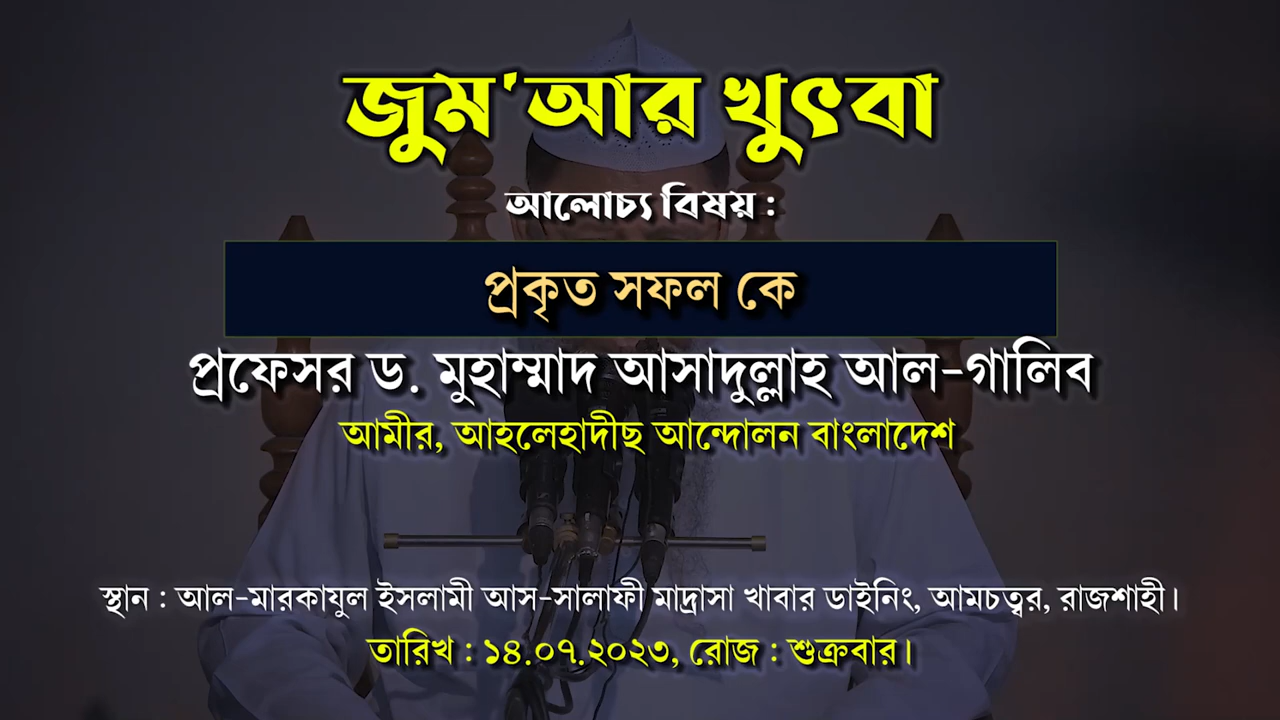 জুম'আর খুৎবা
আলোচ্য বিষয় :
প্রকৃত সফল কে
প্রফেসর ড. মুহাম্মাদ আসাদুল্লাহ আল-গালিব
আমীর, আহলেহাদীছ আন্দোলন বাংলাদেশ
স্থান : আল-মারকাযুল ইসলামী আস-সালাফী মাদ্রাসা খাবার ডাইনিং, আমচত্বর, রাজশাহী।
তারিখ : ১৪.০৭.২০২৩, রোজ : শুক্রবার।